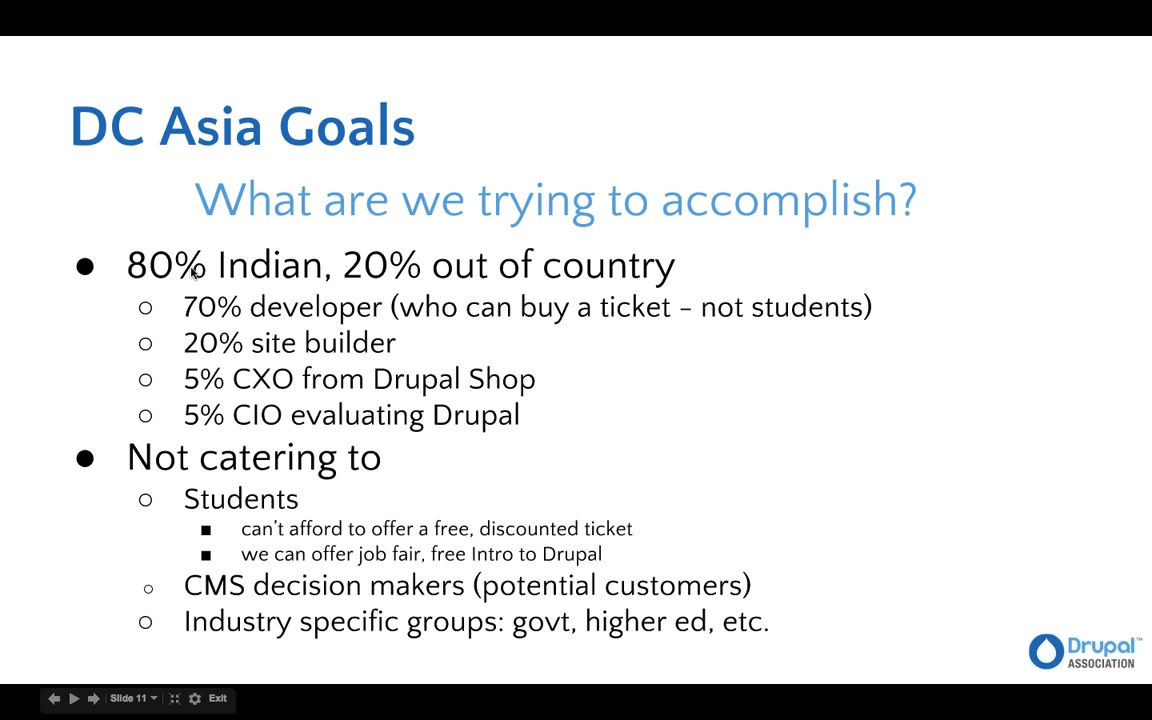 DC Asia Goals
What are we trying to accomplish?
● 80% Indian, 20% out of country
○ 70% developer (who can buy a ticket - not students)
○ 20% site builder
○ 5% CXO from Drupal Shop
○ 5% CIO evaluating Drupal
● Not catering to
○ Students
■ can't afford to offer a free, discounted ticket
■ we can offer job fair, free Intro to Drupal
○ CMS decision makers (potential customers)
○ Industry specific groups: govt, higher ed, etc.
Drupal™
ASSOCIATION
Slide 11 Exit